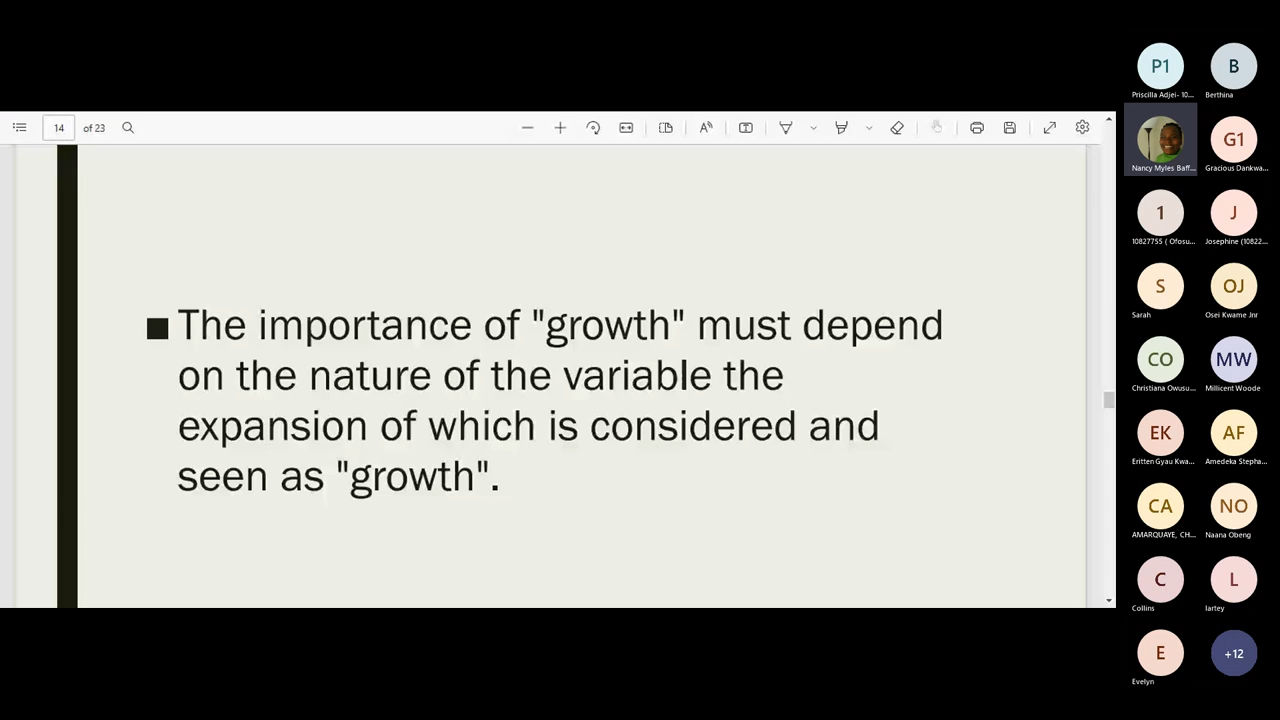 P1
B
Priscilla Adjei- 10...
Berthina
14 of 23
Nancy Myles Baff...
G1
Gracious Dankwa...
1
J
10827755 ( Ofosu...
Josephine (10822...
The importance of "growth" must depend
on the nature of the variable the
expansion of which is considered and
seen as "growth".
S
OJ
Sarah
Osei Kwame Jnr
CO
MW
Christiana Owusu...
Millicent Woode
EK
AF
Eritten Gyau Kwa...
Amedeka Stepha...
CA
NO
AMARQUAYE, CH...
Naana Obeng
C
L
Collins
lartey
E
+12
Evelyn